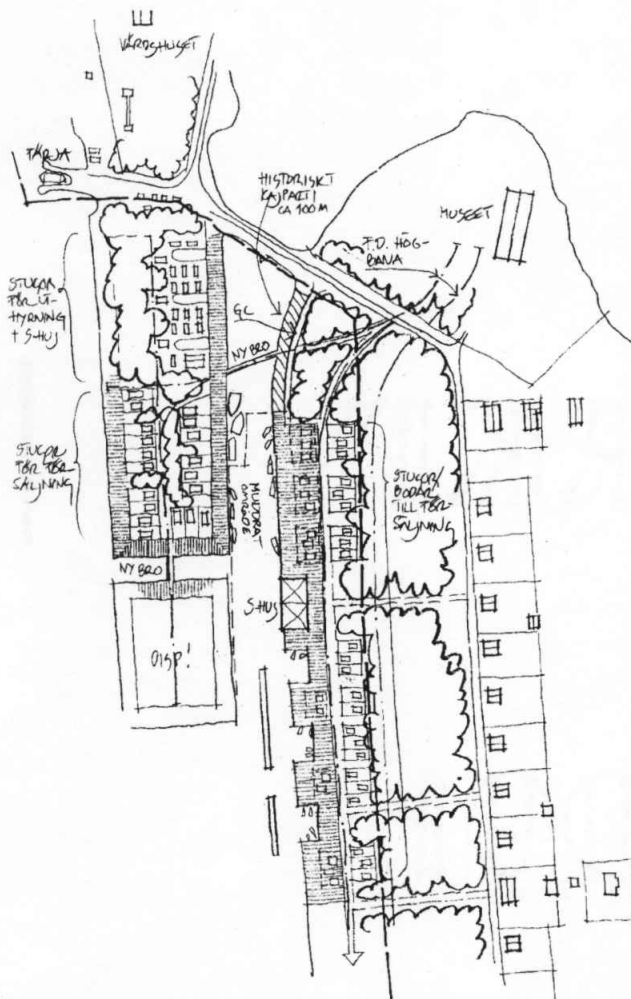 VÄRDSHUSET
FÄRJA
HISTORISKT
KAJPARTI
CA 100 M
MUSEET
F.D. HÖG-
BANA
STUGOR
FÖR UT-
HYRNING
+ S-HUS
GC
NY BRO
STUGOR
FÖR FÖR-
SÄLJNING
MUDDRA
OMRÅDE
STUGOR/
BODAR
TILL FÖR-
SÄLJNING
NY BRO
S-HUS
DISP!